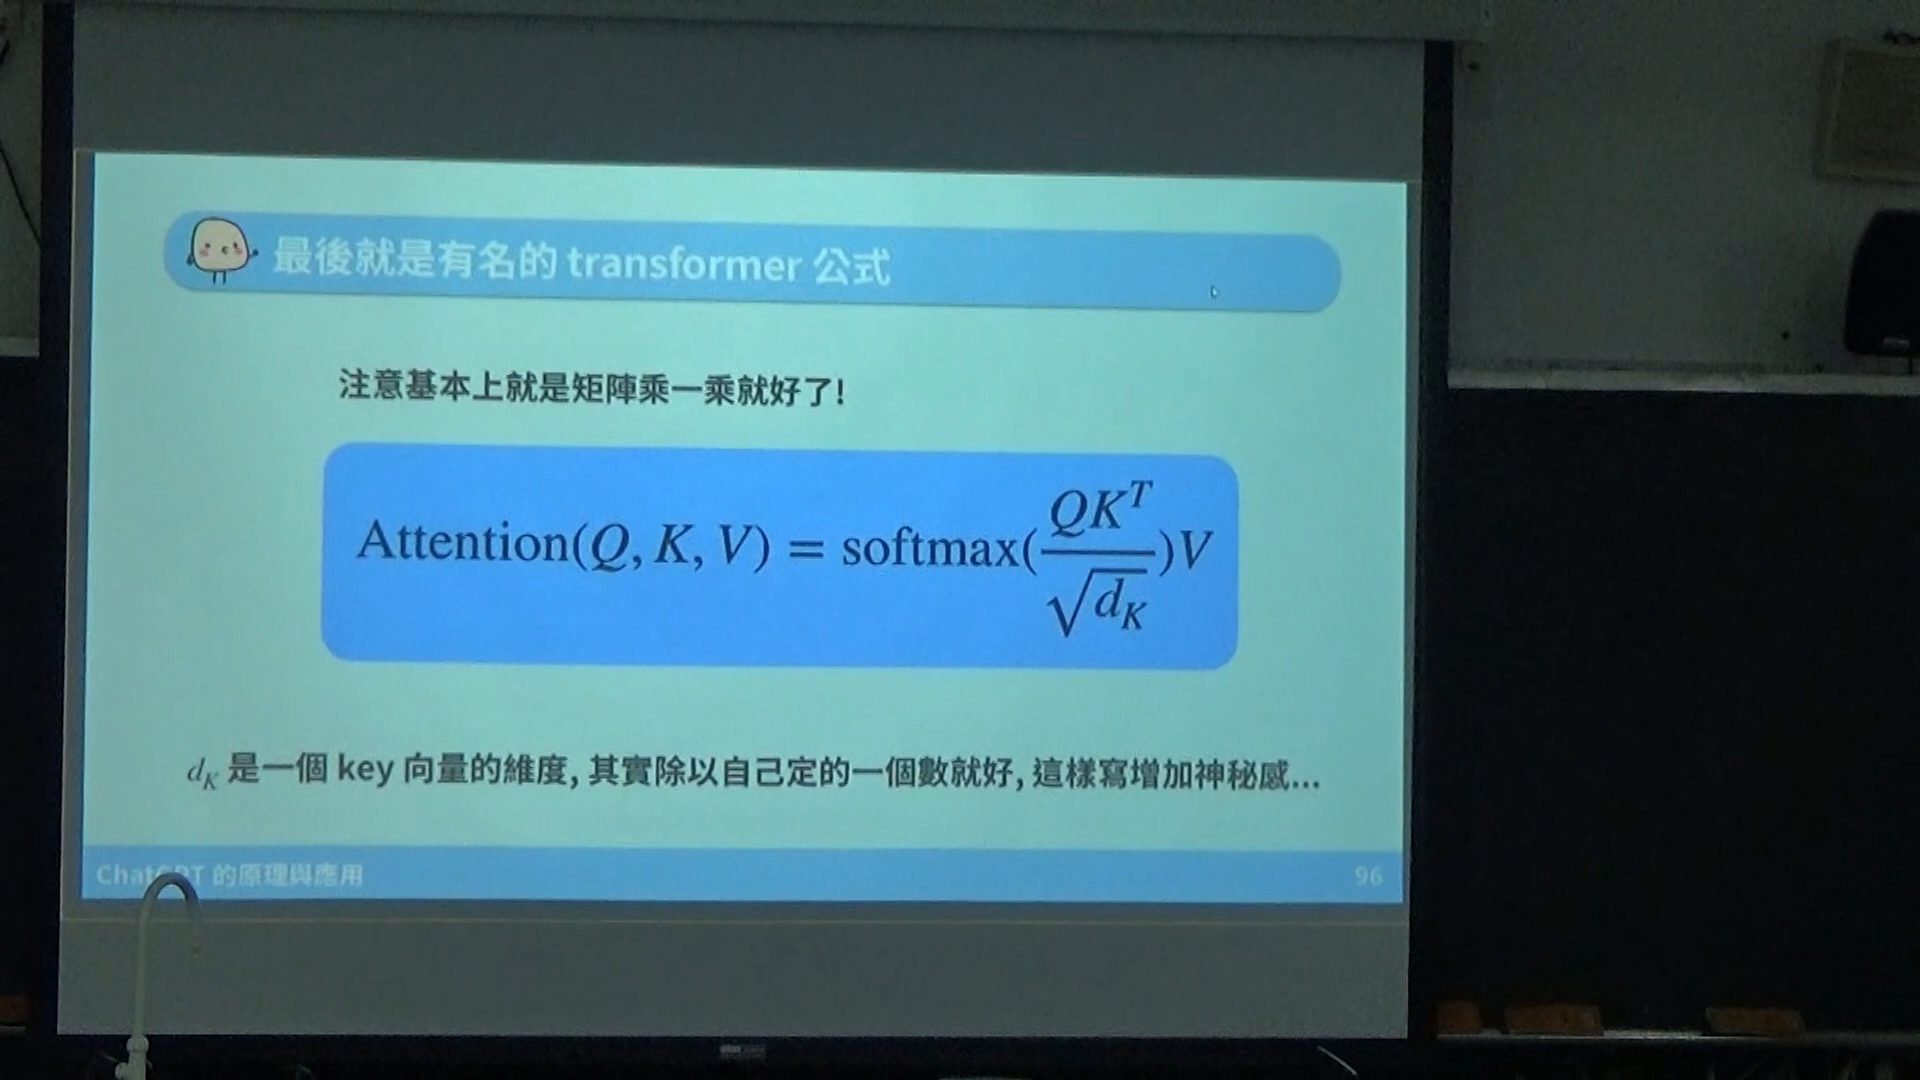 最後就是有名的 transformer 公式
注意基本上就是矩陣乘一乘就好了!
Attention(Q, K, V) = softmax(\frac{QK^T}{\sqrt{d_K}})V
d_K 是一個 key 向量的維度, 其實除以自己定的一個數就好, 這樣寫增加神秘感...
ChatGPT 的原理與應用
96